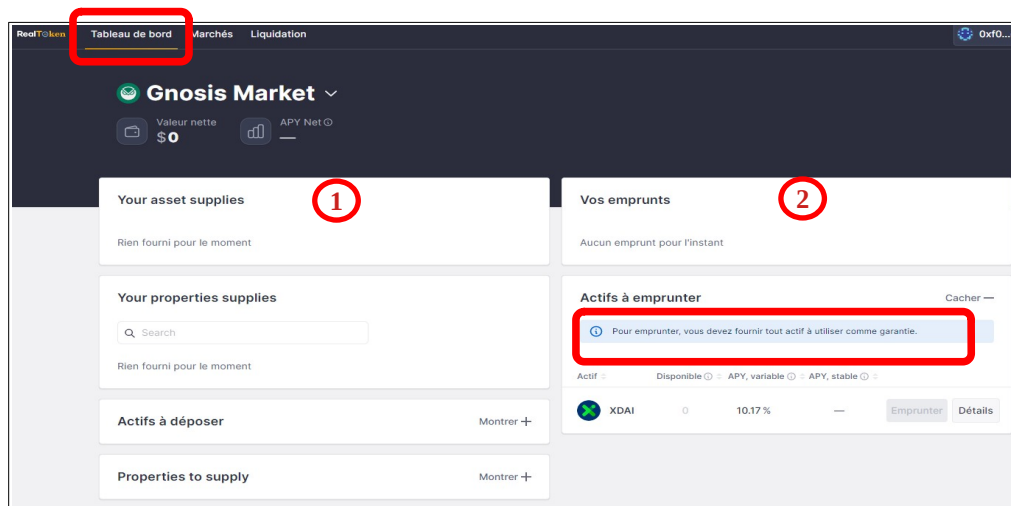 RealToken Tableau de bord Marchés Liquidation 0xf0...
Gnosis Market
Valeur nette
$0
APY Net
—
Your asset supplies
1
Rien fourni pour le moment
Your properties supplies
Search
Rien fourni pour le moment
Actifs à déposer Montrer +
Properties to supply Montrer +
Vos emprunts
2
Aucun emprunt pour l'instant
Actifs à emprunter Cacher —
Pour emprunter, vous devez fournir tout actif à utiliser comme garantie.
Actif Disponible APY, variable APY, stable
XDAI 0 10.17 % — Emprunter Détails